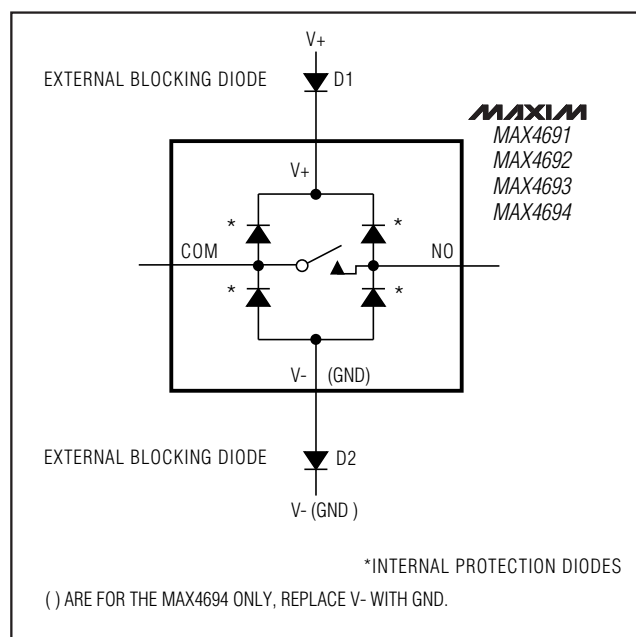 V+
EXTERNAL BLOCKING DIODE D1
MAXIM
MAX4691
MAX4692
MAX4693
MAX4694
V+
* *
COM NO
* *
V- (GND)
EXTERNAL BLOCKING DIODE D2
V- (GND )
*INTERNAL PROTECTION DIODES
( ) ARE FOR THE MAX4694 ONLY, REPLACE V- WITH GND.